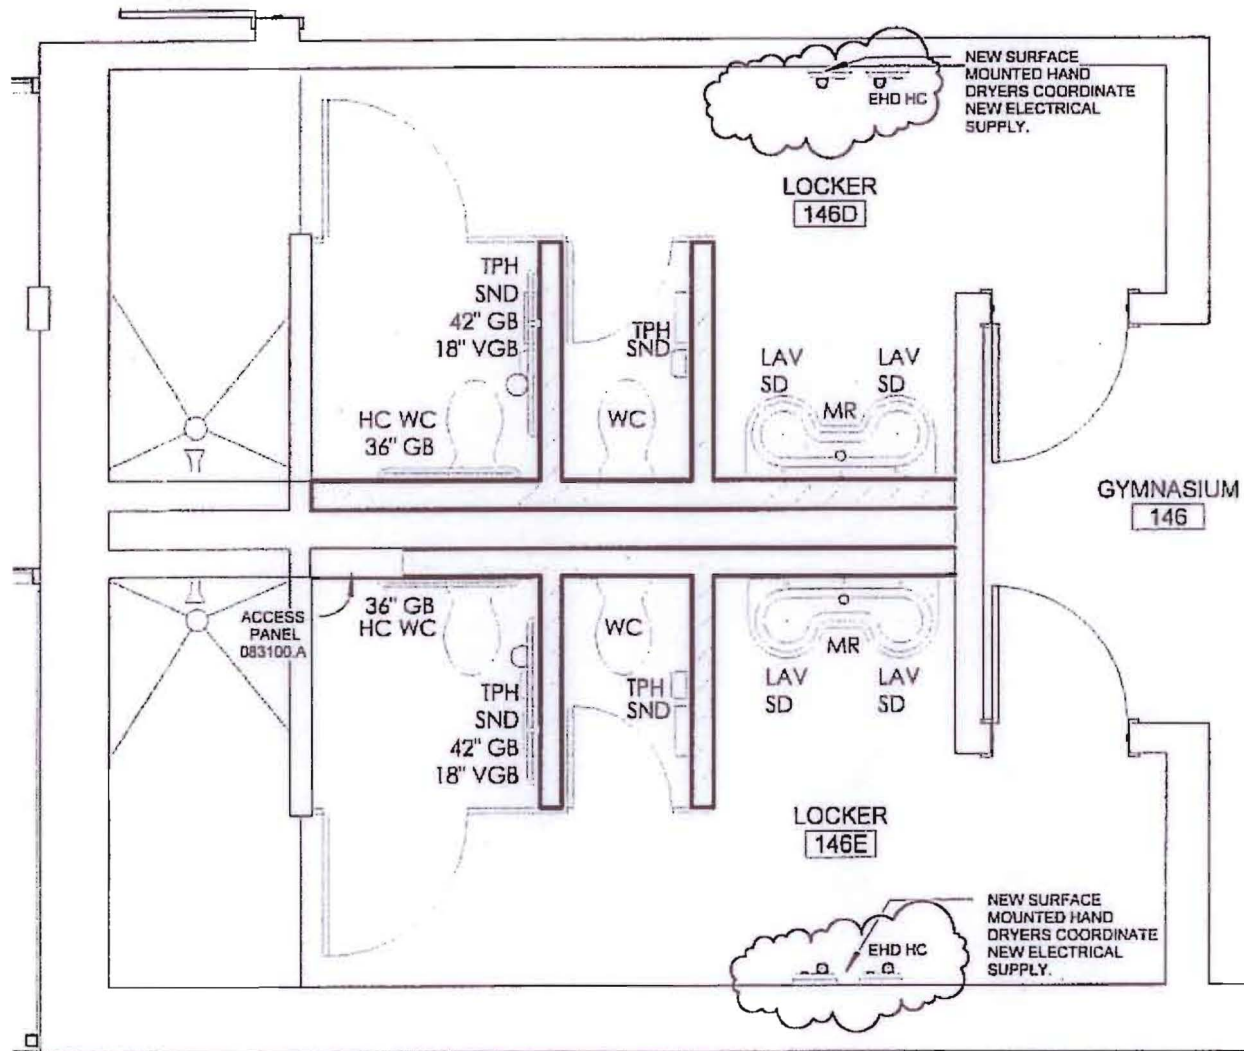 NEW SURFACE
MOUNTED HAND
DRYERS COORDINATE
NEW ELECTRICAL
SUPPLY.
EHD HC
LOCKER
146D
TPH
SND
42" GB
18" VGB
TPH
SND
LAV
SD
LAV
SD
HC WC
36" GB
WC
MR
GYMNASIUM
146
ACCESS
PANEL
083100.A
36" GB
HC WC
WC
MR
TPH
SND
42" GB
18" VGB
TPH
SND
LAV
SD
LAV
SD
LOCKER
146E
EHD HC
NEW SURFACE
MOUNTED HAND
DRYERS COORDINATE
NEW ELECTRICAL
SUPPLY.